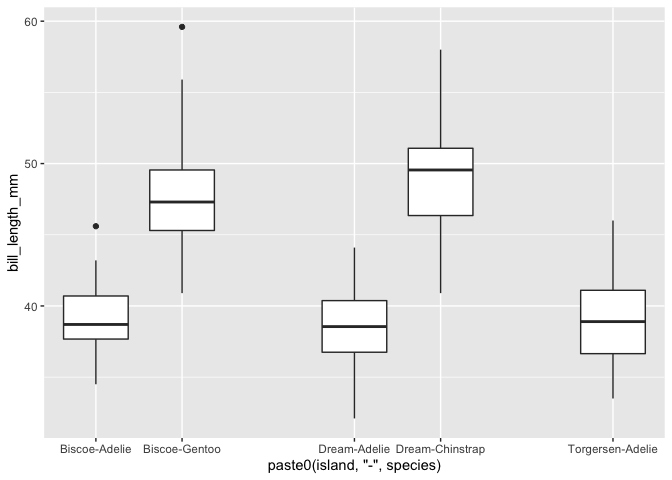 60
50
40
bill_length_mm
Biscoe-Adelie Biscoe-Gentoo Dream-Adelie Dream-Chinstrap Torgersen-Adelie
paste0(island, "-", species)